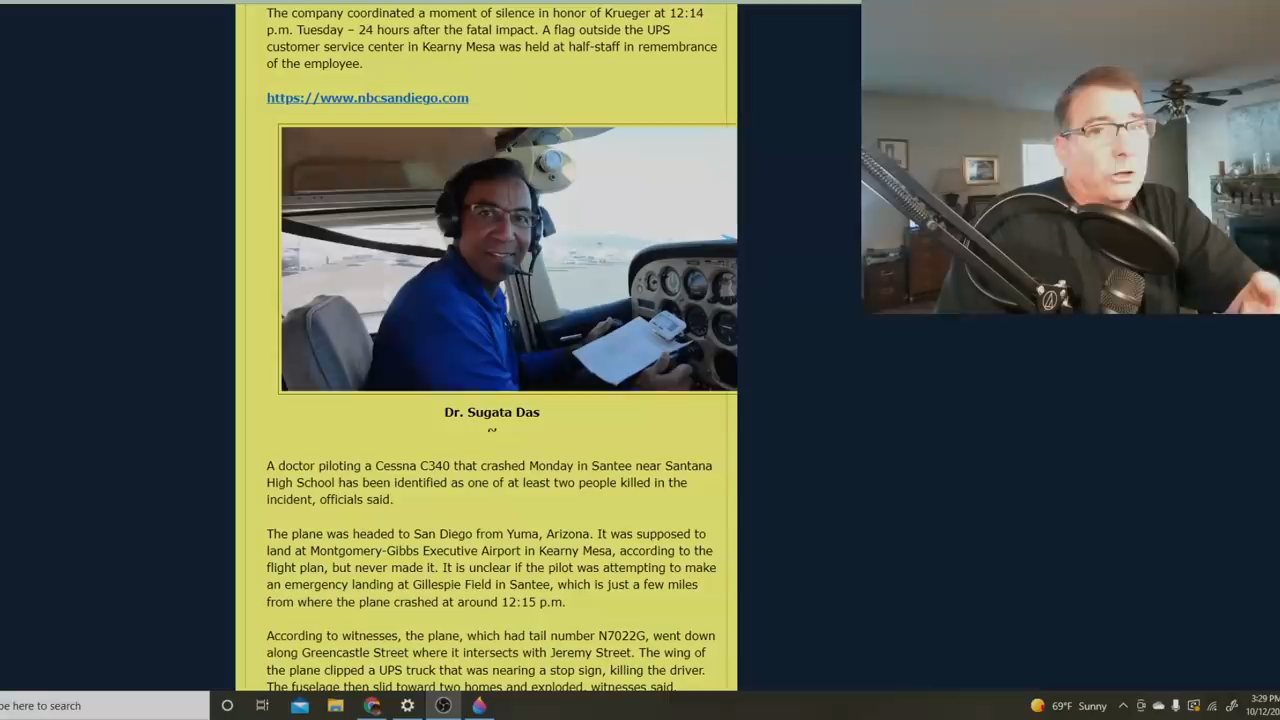 The company coordinated a moment of silence in honor of Krueger at 12:14
p.m. Tuesday – 24 hours after the fatal impact. A flag outside the UPS
customer service center in Kearny Mesa was held at half-staff in remembrance
of the employee.
https://www.nbcsandiego.com
Dr. Sugata Das
~
A doctor piloting a Cessna C340 that crashed Monday in Santee near Santana
High School has been identified as one of at least two people killed in the
incident, officials said.
The plane was headed to San Diego from Yuma, Arizona. It was supposed to
land at Montgomery-Gibbs Executive Airport in Kearny Mesa, according to the
flight plan, but never made it. It is unclear if the pilot was attempting to make
an emergency landing at Gillespie Field in Santee, which is just a few miles
from where the plane crashed at around 12:15 p.m.
According to witnesses, the plane, which had tail number N7022G, went down
along Greencastle Street where it intersects with Jeremy Street. The wing of
the plane clipped a UPS truck that was nearing a stop sign, killing the driver.
The fuselage then slid toward two homes and exploded, witnesses said.
pe here to search
69°F Sunny
3:29 PM
10/12/20